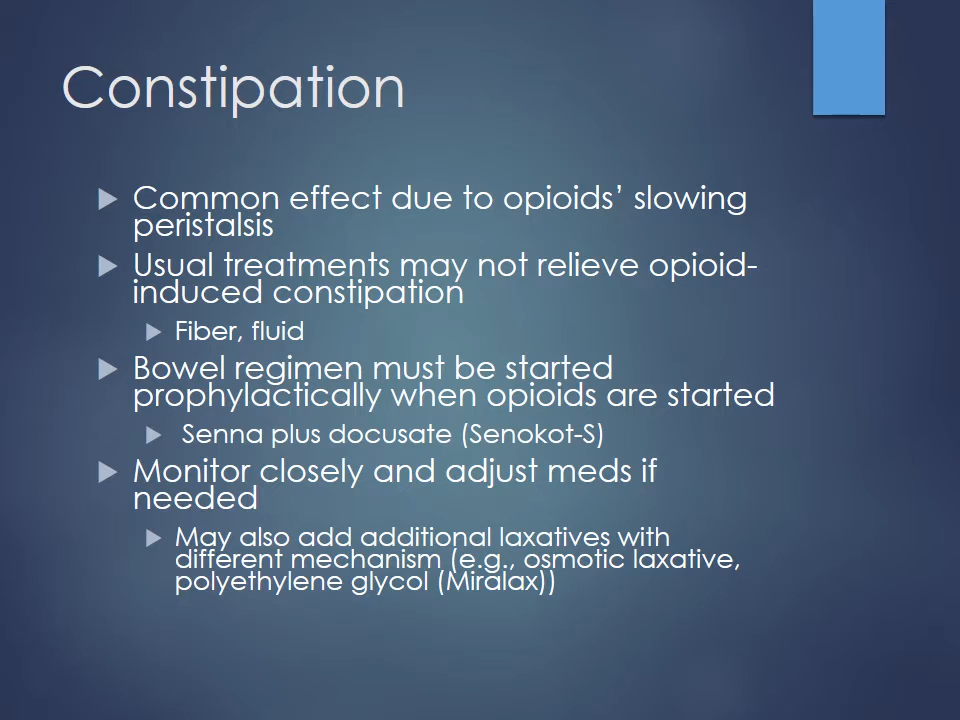 Constipation
Common effect due to opioids’ slowing
peristalsis
Usual treatments may not relieve opioid-
induced constipation
Fiber, fluid
Bowel regimen must be started
prophylactically when opioids are started
Senna plus docusate (Senokot-S)
Monitor closely and adjust meds if
needed
May also add additional laxatives with
different mechanism (e.g., osmotic laxative,
polyethylene glycol (Miralax))